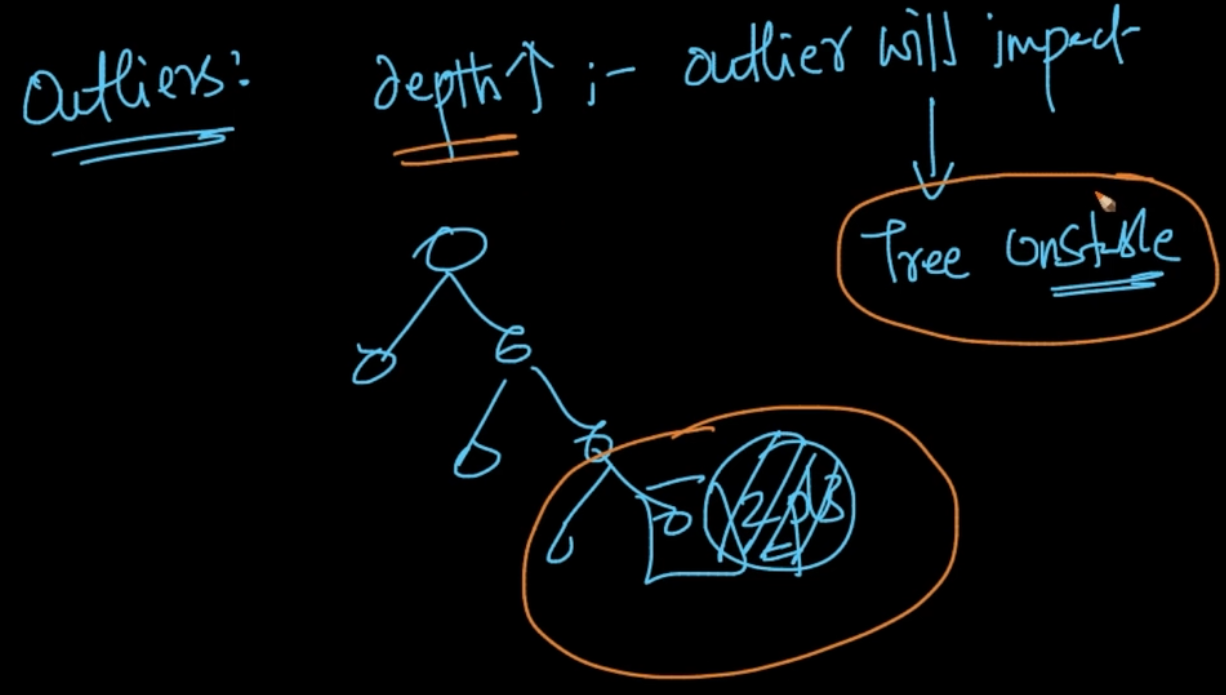 Outliers: depth↑ ;- outlier will impact
Tree Unstable